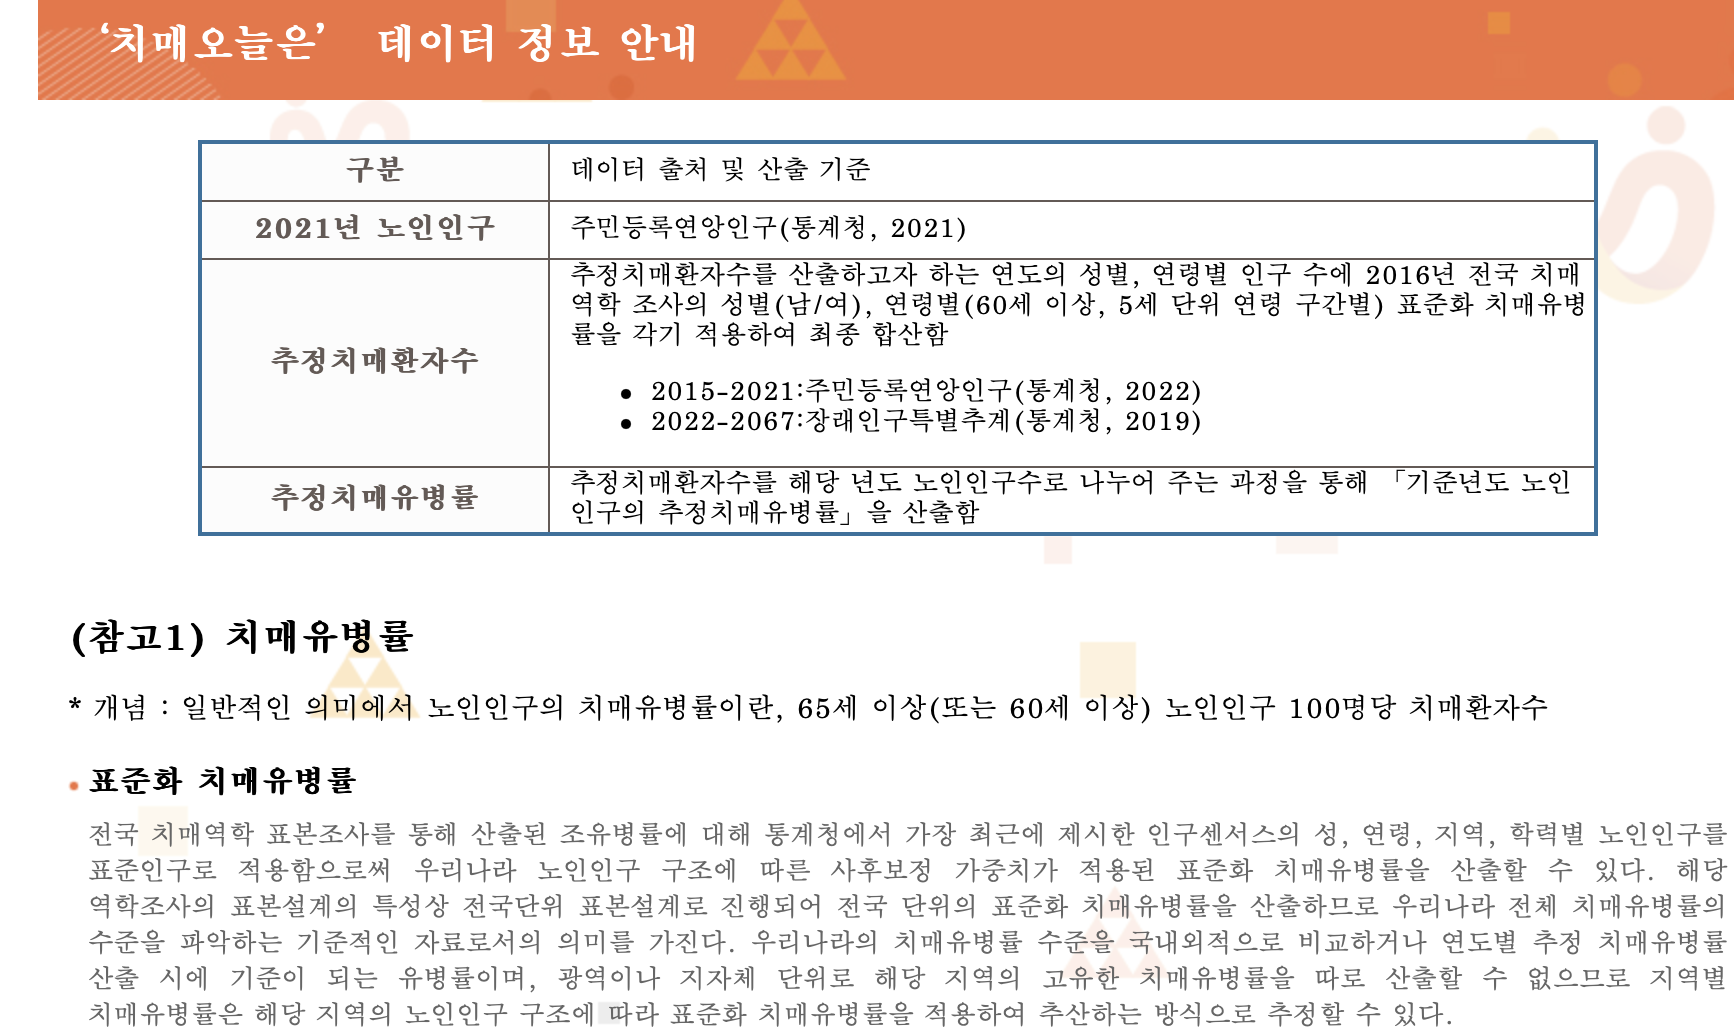 ‘치매오늘은’ 데이터 정보 안내
구분
데이터 출처 및 산출 기준
2021년 노인인구
주민등록연앙인구(통계청, 2021)
추정치매환자수
추정치매환자수를 산출하고자 하는 연도의 성별, 연령별 인구 수에 2016년 전국 치매
역학 조사의 성별(남/여), 연령별(60세 이상, 5세 단위 연령 구간별) 표준화 치매유병
률을 각기 적용하여 최종 합산함
• 2015-2021:주민등록연앙인구(통계청, 2022)
• 2022-2067:장래인구특별추계(통계청, 2019)
추정치매유병률
추정치매환자수를 해당 년도 노인인구수로 나누어 주는 과정을 통해 「기준년도 노인
인구의 추정치매유병률」을 산출함
(참고1) 치매유병률
* 개념 : 일반적인 의미에서 노인인구의 치매유병률이란, 65세 이상(또는 60세 이상) 노인인구 100명당 치매환자수
• 표준화 치매유병률
전국 치매역학 표본조사를 통해 산출된 조유병률에 대해 통계청에서 가장 최근에 제시한 인구센서스의 성, 연령, 지역, 학력별 노인인구를
표준인구로 적용함으로써 우리나라 노인인구 구조에 따른 사후보정 가중치가 적용된 표준화 치매유병률을 산출할 수 있다. 해당
역학조사의 표본설계의 특성상 전국단위 표본설계로 진행되어 전국 단위의 표준화 치매유병률을 산출하므로 우리나라 전체 치매유병률의
수준을 파악하는 기준적인 자료로서의 의미를 가진다. 우리나라의 치매유병률 수준을 국내외적으로 비교하거나 연도별 추정 치매유병률
산출 시에 기준이 되는 유병률이며, 광역이나 지자체 단위로 해당 지역의 고유한 치매유병률을 따로 산출할 수 없으므로 지역별
치매유병률은 해당 지역의 노인인구 구조에 따라 표준화 치매유병률을 적용하여 추산하는 방식으로 추정할 수 있다.